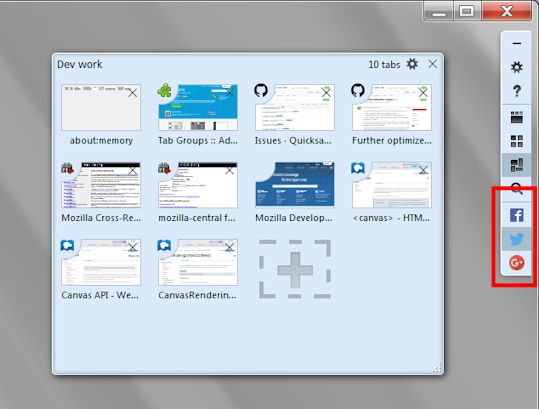 Dev work
10 tabs
about:memory
Tab Groups :: Ad...
Issues · Quicksa...
Further optimize...
Mozilla Cross-Re...
mozilla-central f...
Mozilla Develop...
<canvas> - HTM...
Canvas API - We...
CanvasRenderin...